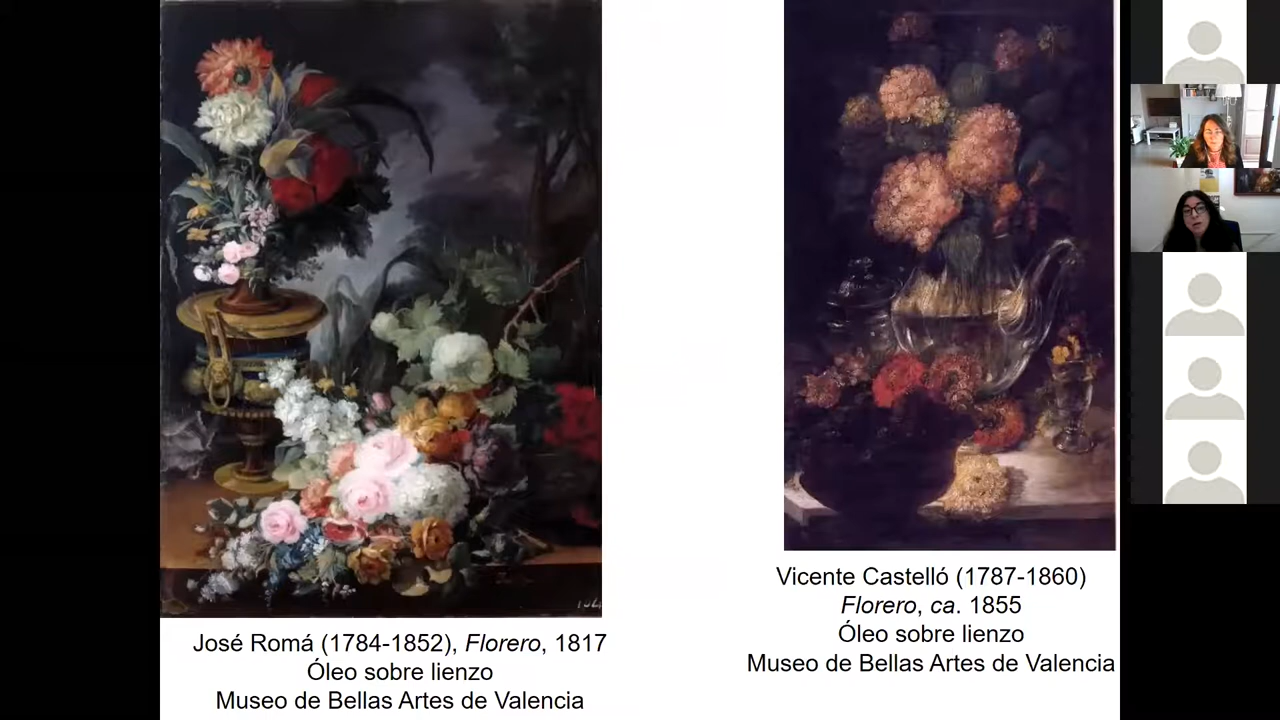 José Romá (1784-1852), Florero, 1817
Óleo sobre lienzo
Museo de Bellas Artes de Valencia
Vicente Castelló (1787-1860)
Florero, ca. 1855
Óleo sobre lienzo
Museo de Bellas Artes de Valencia